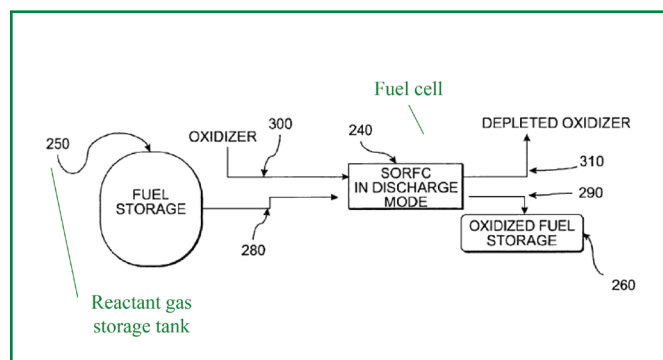 Fuel cell
250
OXIDIZER
300
240
DEPLETED OXIDIZER
310
FUEL
STORAGE
SORFC
IN DISCHARGE
MODE
290
280
OXIDIZED FUEL
STORAGE
260
Reactant gas
storage tank